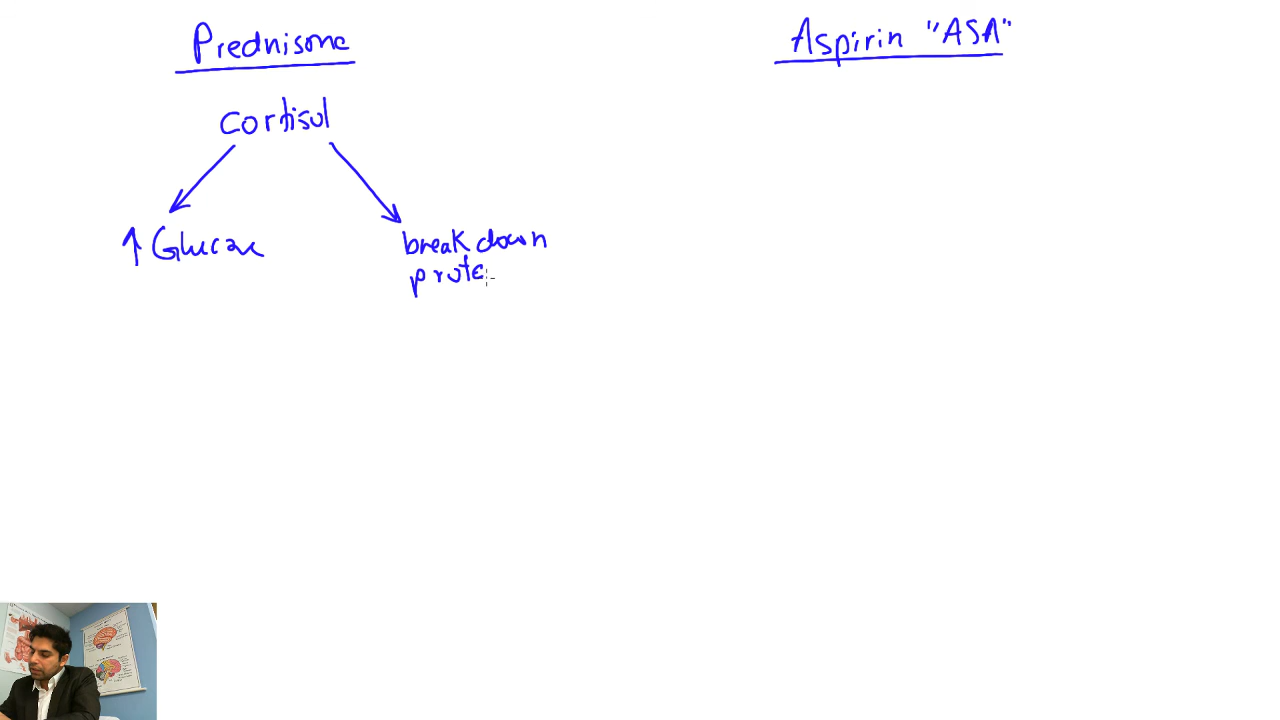 Prednisone
Aspirin "ASA"
Cortisol
↑ Glucose
break down
prote